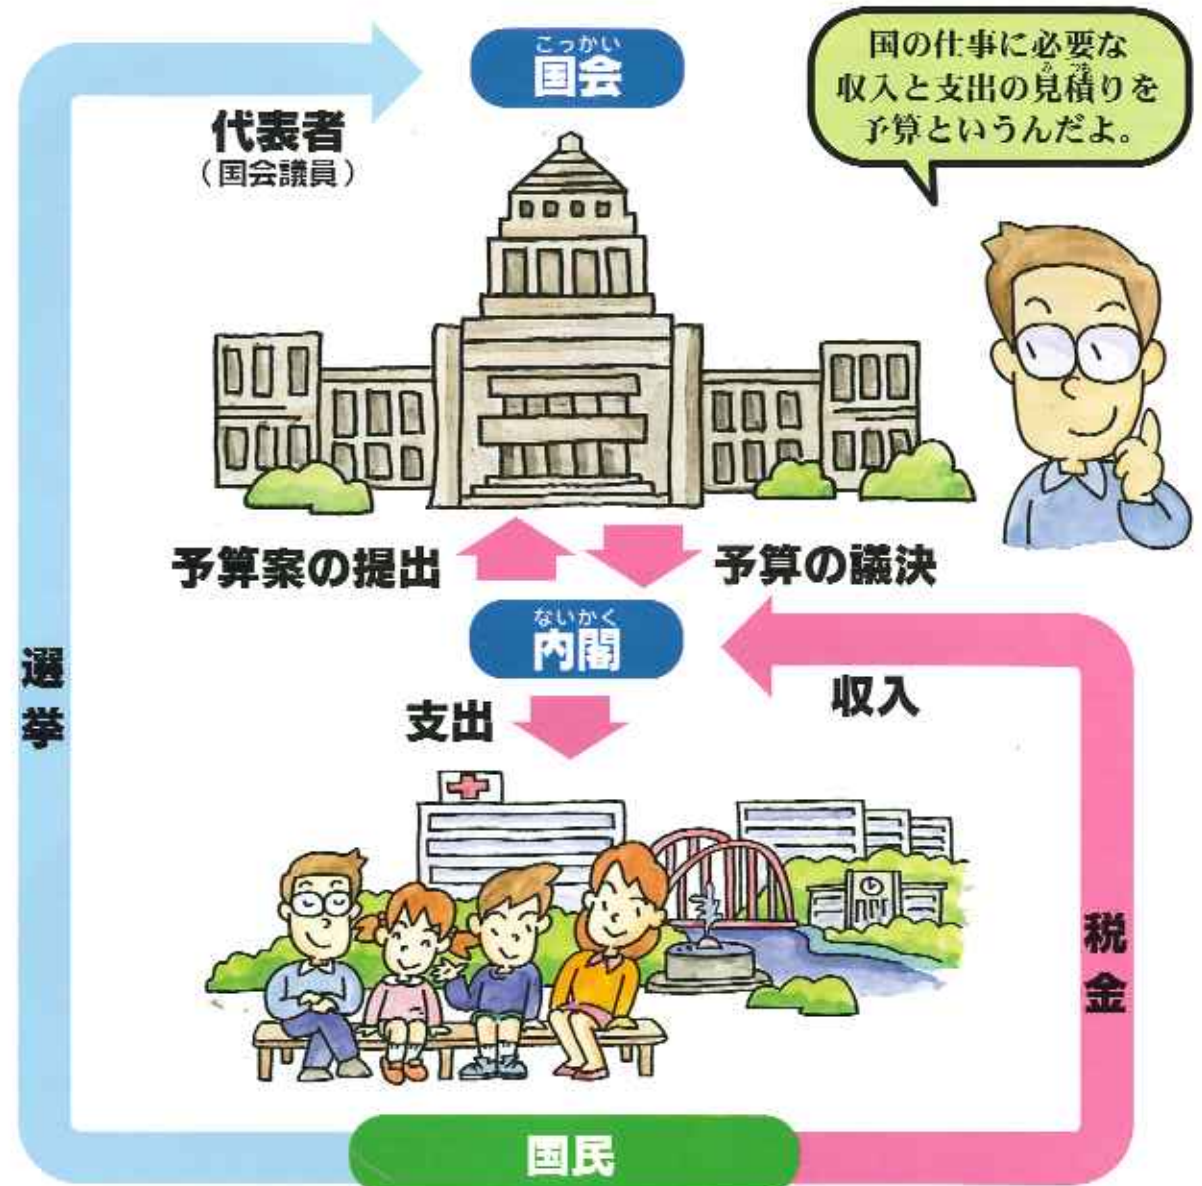 こっかい
国会
国の仕事に必要な
みつも
収入と支出の見積りを
予算というんだよ。
代表者
(国会議員)
予算案の提出
予算の議決
ないかく
内閣
収入
支出
選挙
税金
国民